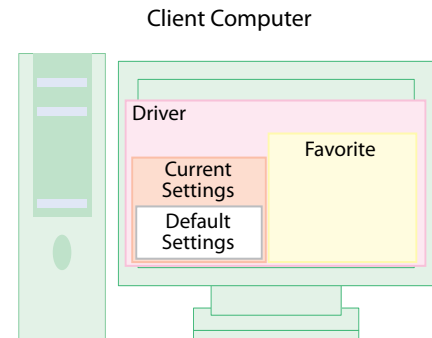 Client Computer
Driver
Favorite
Current
Settings
Default
Settings